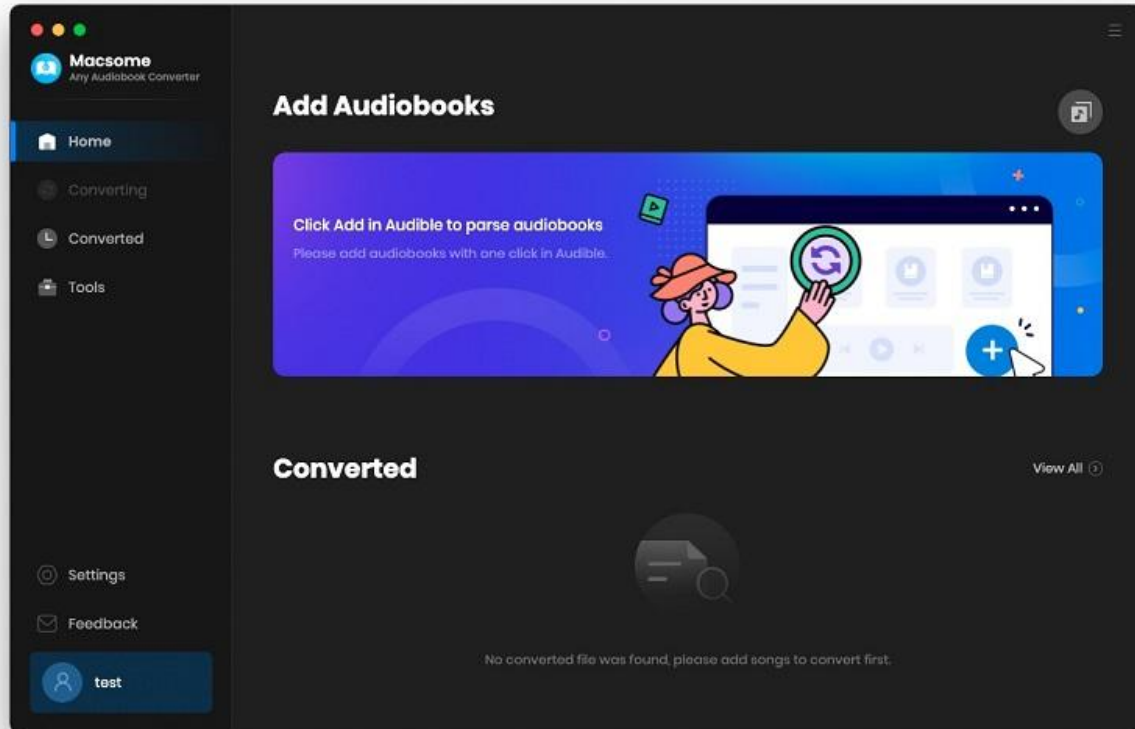 Macsome
Any Audiobook Converter
Home
Converting
Converted
Tools
Settings
Feedback
test
Add Audiobooks
Click Add in Audible to parse audiobooks
Please add audiobooks with one click in Audible.
Converted
View All
No converted file was found, please add songs to convert first.